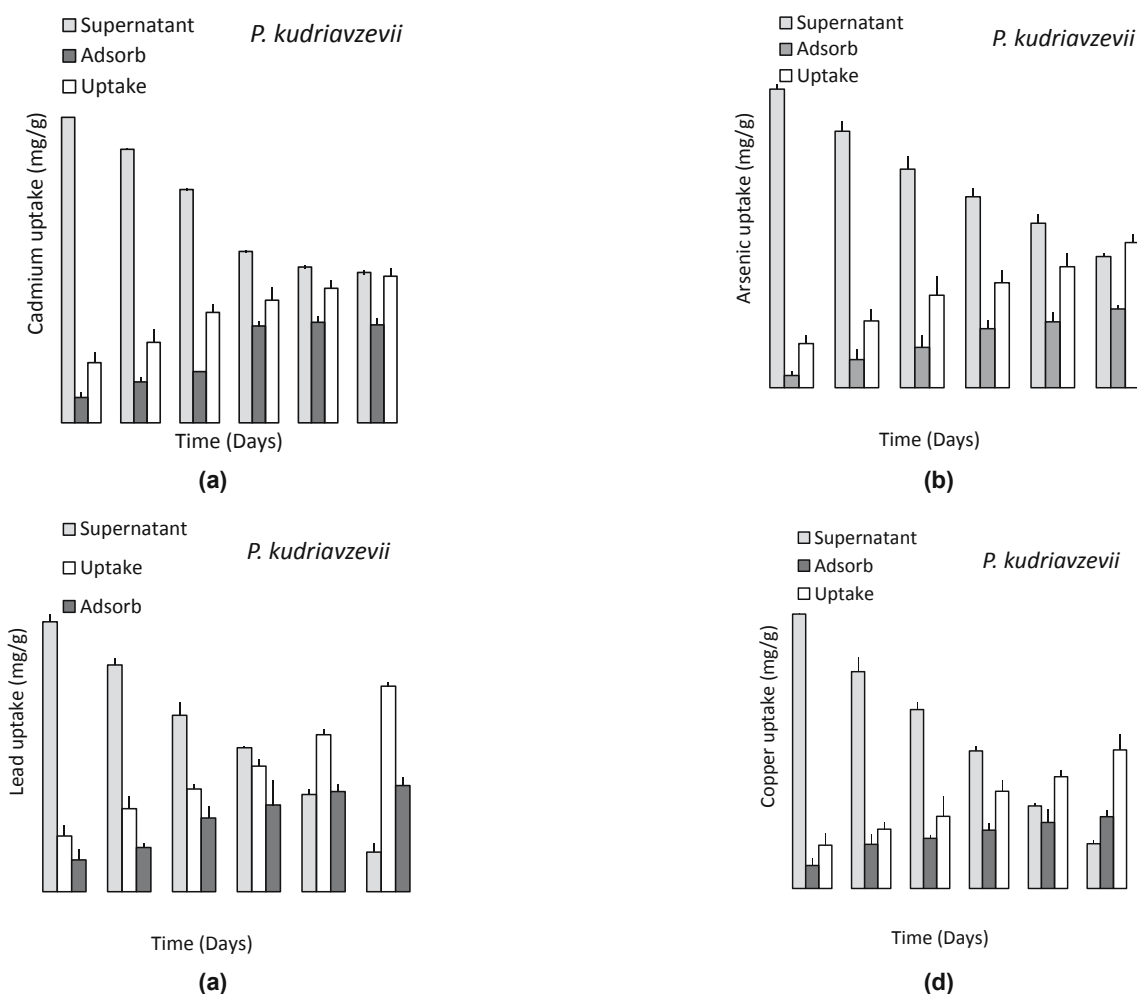 Supernatant
Adsorb
Uptake
P. kudriavzevii
Cadmium uptake (mg/g)
Time (Days)
(a)
Supernatant
Adsorb
Uptake
P. kudriavzevii
Arsenic uptake (mg/g)
Time (Days)
(b)
Supernatant
Uptake
Adsorb
P. kudriavzevii
Lead uptake (mg/g)
Time (Days)
(a)
Supernatant
Adsorb
Uptake
P. kudriavzevii
Copper uptake (mg/g)
Time (Days)
(d)